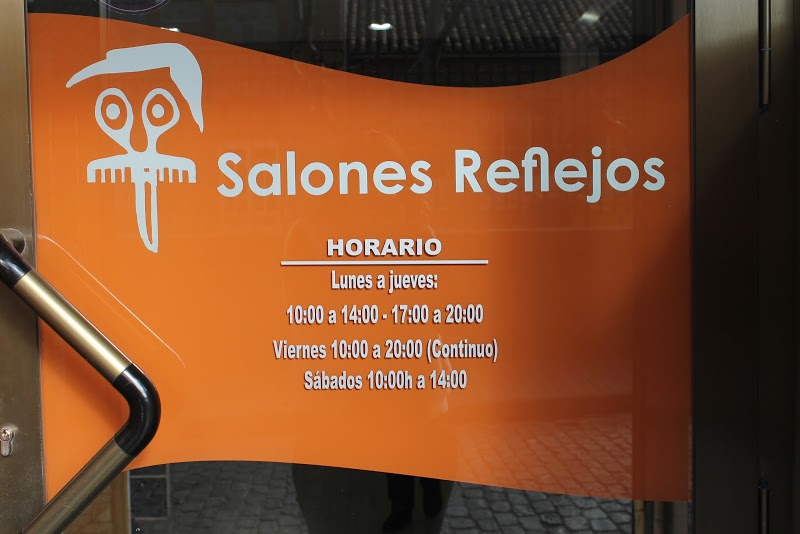 Salones Reflejos
HORARIO
Lunes a jueves:
10:00 a 14:00 - 17:00 a 20:00
Viernes 10:00 a 20:00 (Continuo)
Sábados 10:00h a 14:00